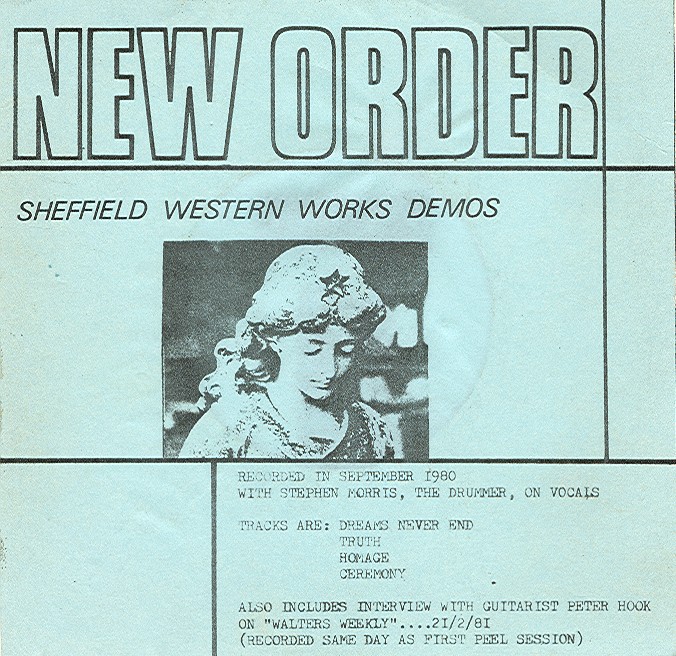 NEW ORDER
SHEFFIELD WESTERN WORKS DEMOS
RECORDED IN SEPTEMBER 1980
WITH STEPHEN MORRIS, THE DRUMMER, ON VOCALS
TRACKS ARE: DREAMS NEVER END
TRUTH
HOMAGE
CEREMONY
ALSO INCLUDES INTERVIEW WITH GUITARIST PETER HOOK
ON "WALTERS WEEKLY"....21/2/81
(RECORDED SAME DAY AS FIRST PEEL SESSION)